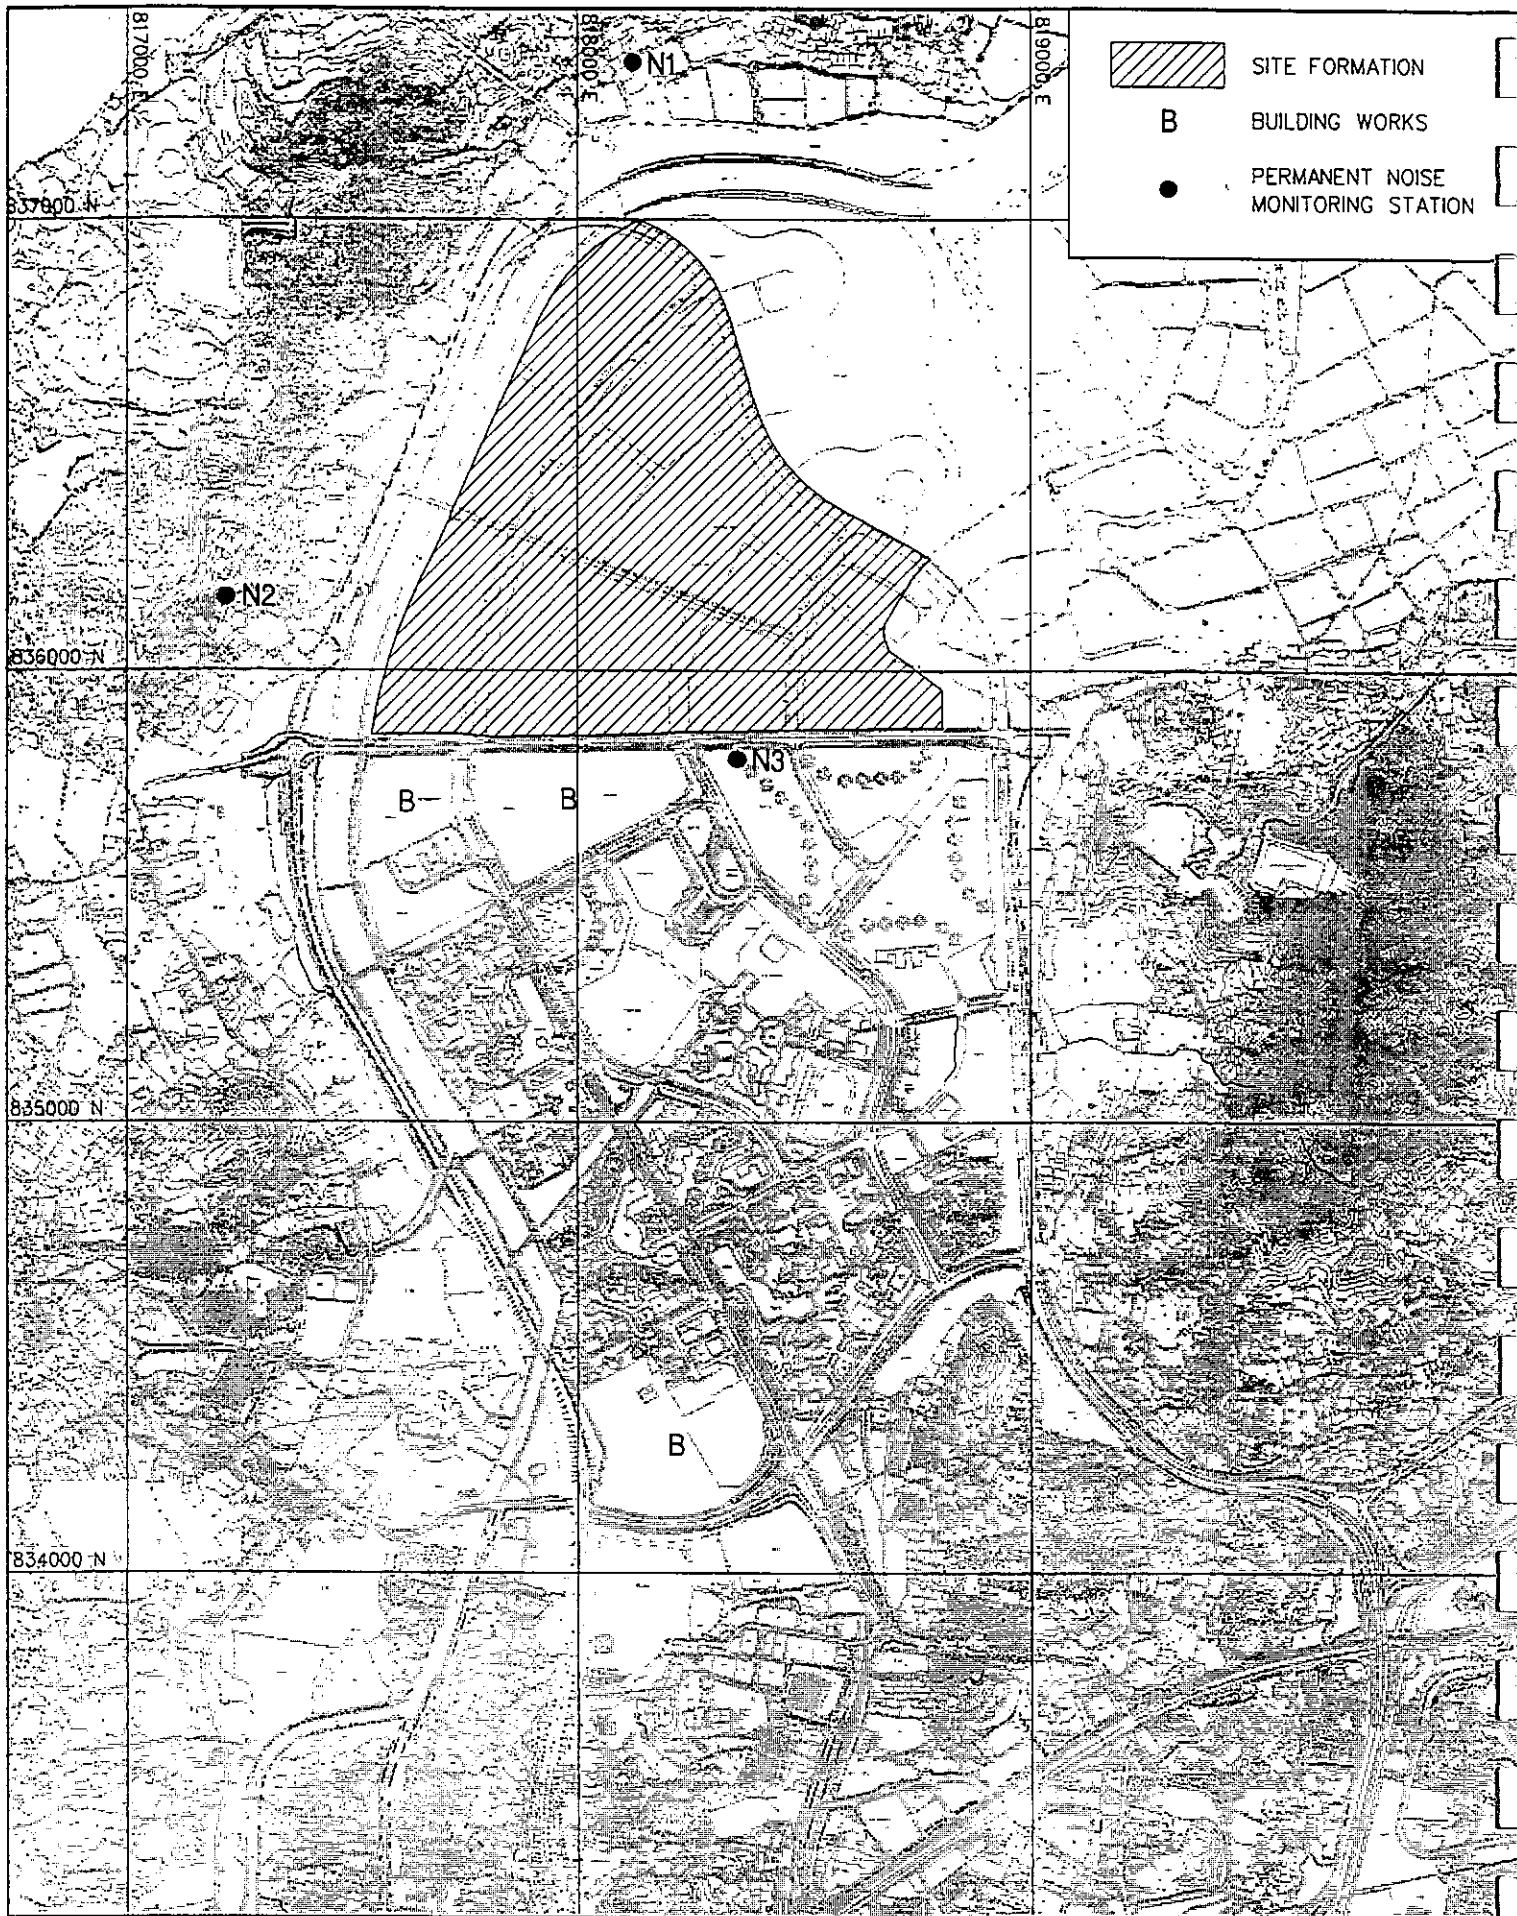 817000 E
818000 E
819000 E
N1
SITE FORMATION
B
BUILDING WORKS
PERMANENT NOISE
MONITORING STATION
837000 N
N2
836000 N
N3
B
B
835000 N
B
834000 N